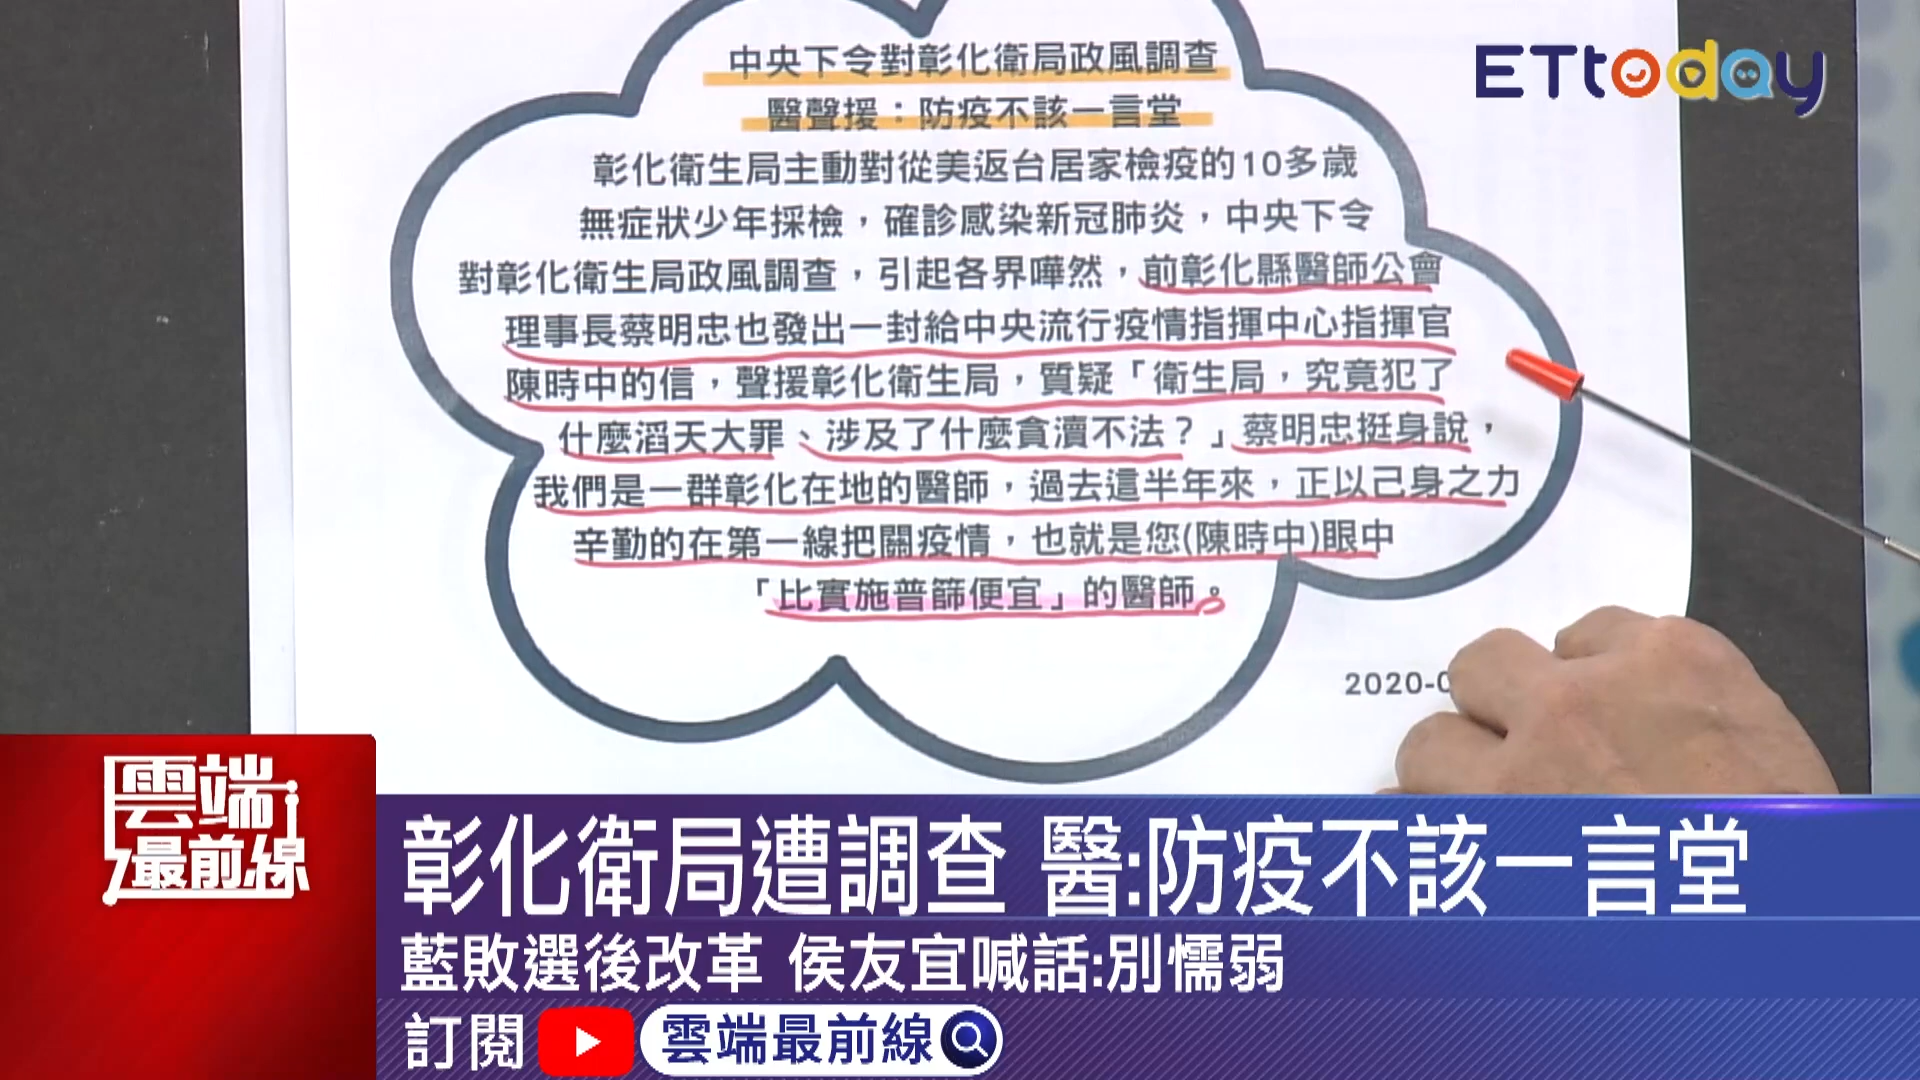 ETtoday
中央下令對彰化衛局政風調查
醫聲援：防疫不該一言堂
彰化衛生局主動對從美返台居家檢疫的10多歲
無症狀少年採檢，確診感染新冠肺炎，中央下令
對彰化衛生局政風調查，引起各界嘩然，前彰化縣醫師公會
理事長蔡明忠也發出一封給中央流行疫情指揮中心指揮官
陳時中的信，聲援彰化衛生局，質疑「衛生局，究竟犯了
什麼滔天大罪、涉及了什麼貪瀆不法？」蔡明忠挺身說，
我們是一群彰化在地的醫師，過去這半年來，正以己身之力
辛勤的在第一線把關疫情，也就是您(陳時中)眼中
「比實施普篩便宜」的醫師。
2020-0
雲端
最前線
彰化衛局遭調查 醫:防疫不該一言堂
藍敗選後改革 侯友宜喊話:別懦弱
訂閱 雲端最前線